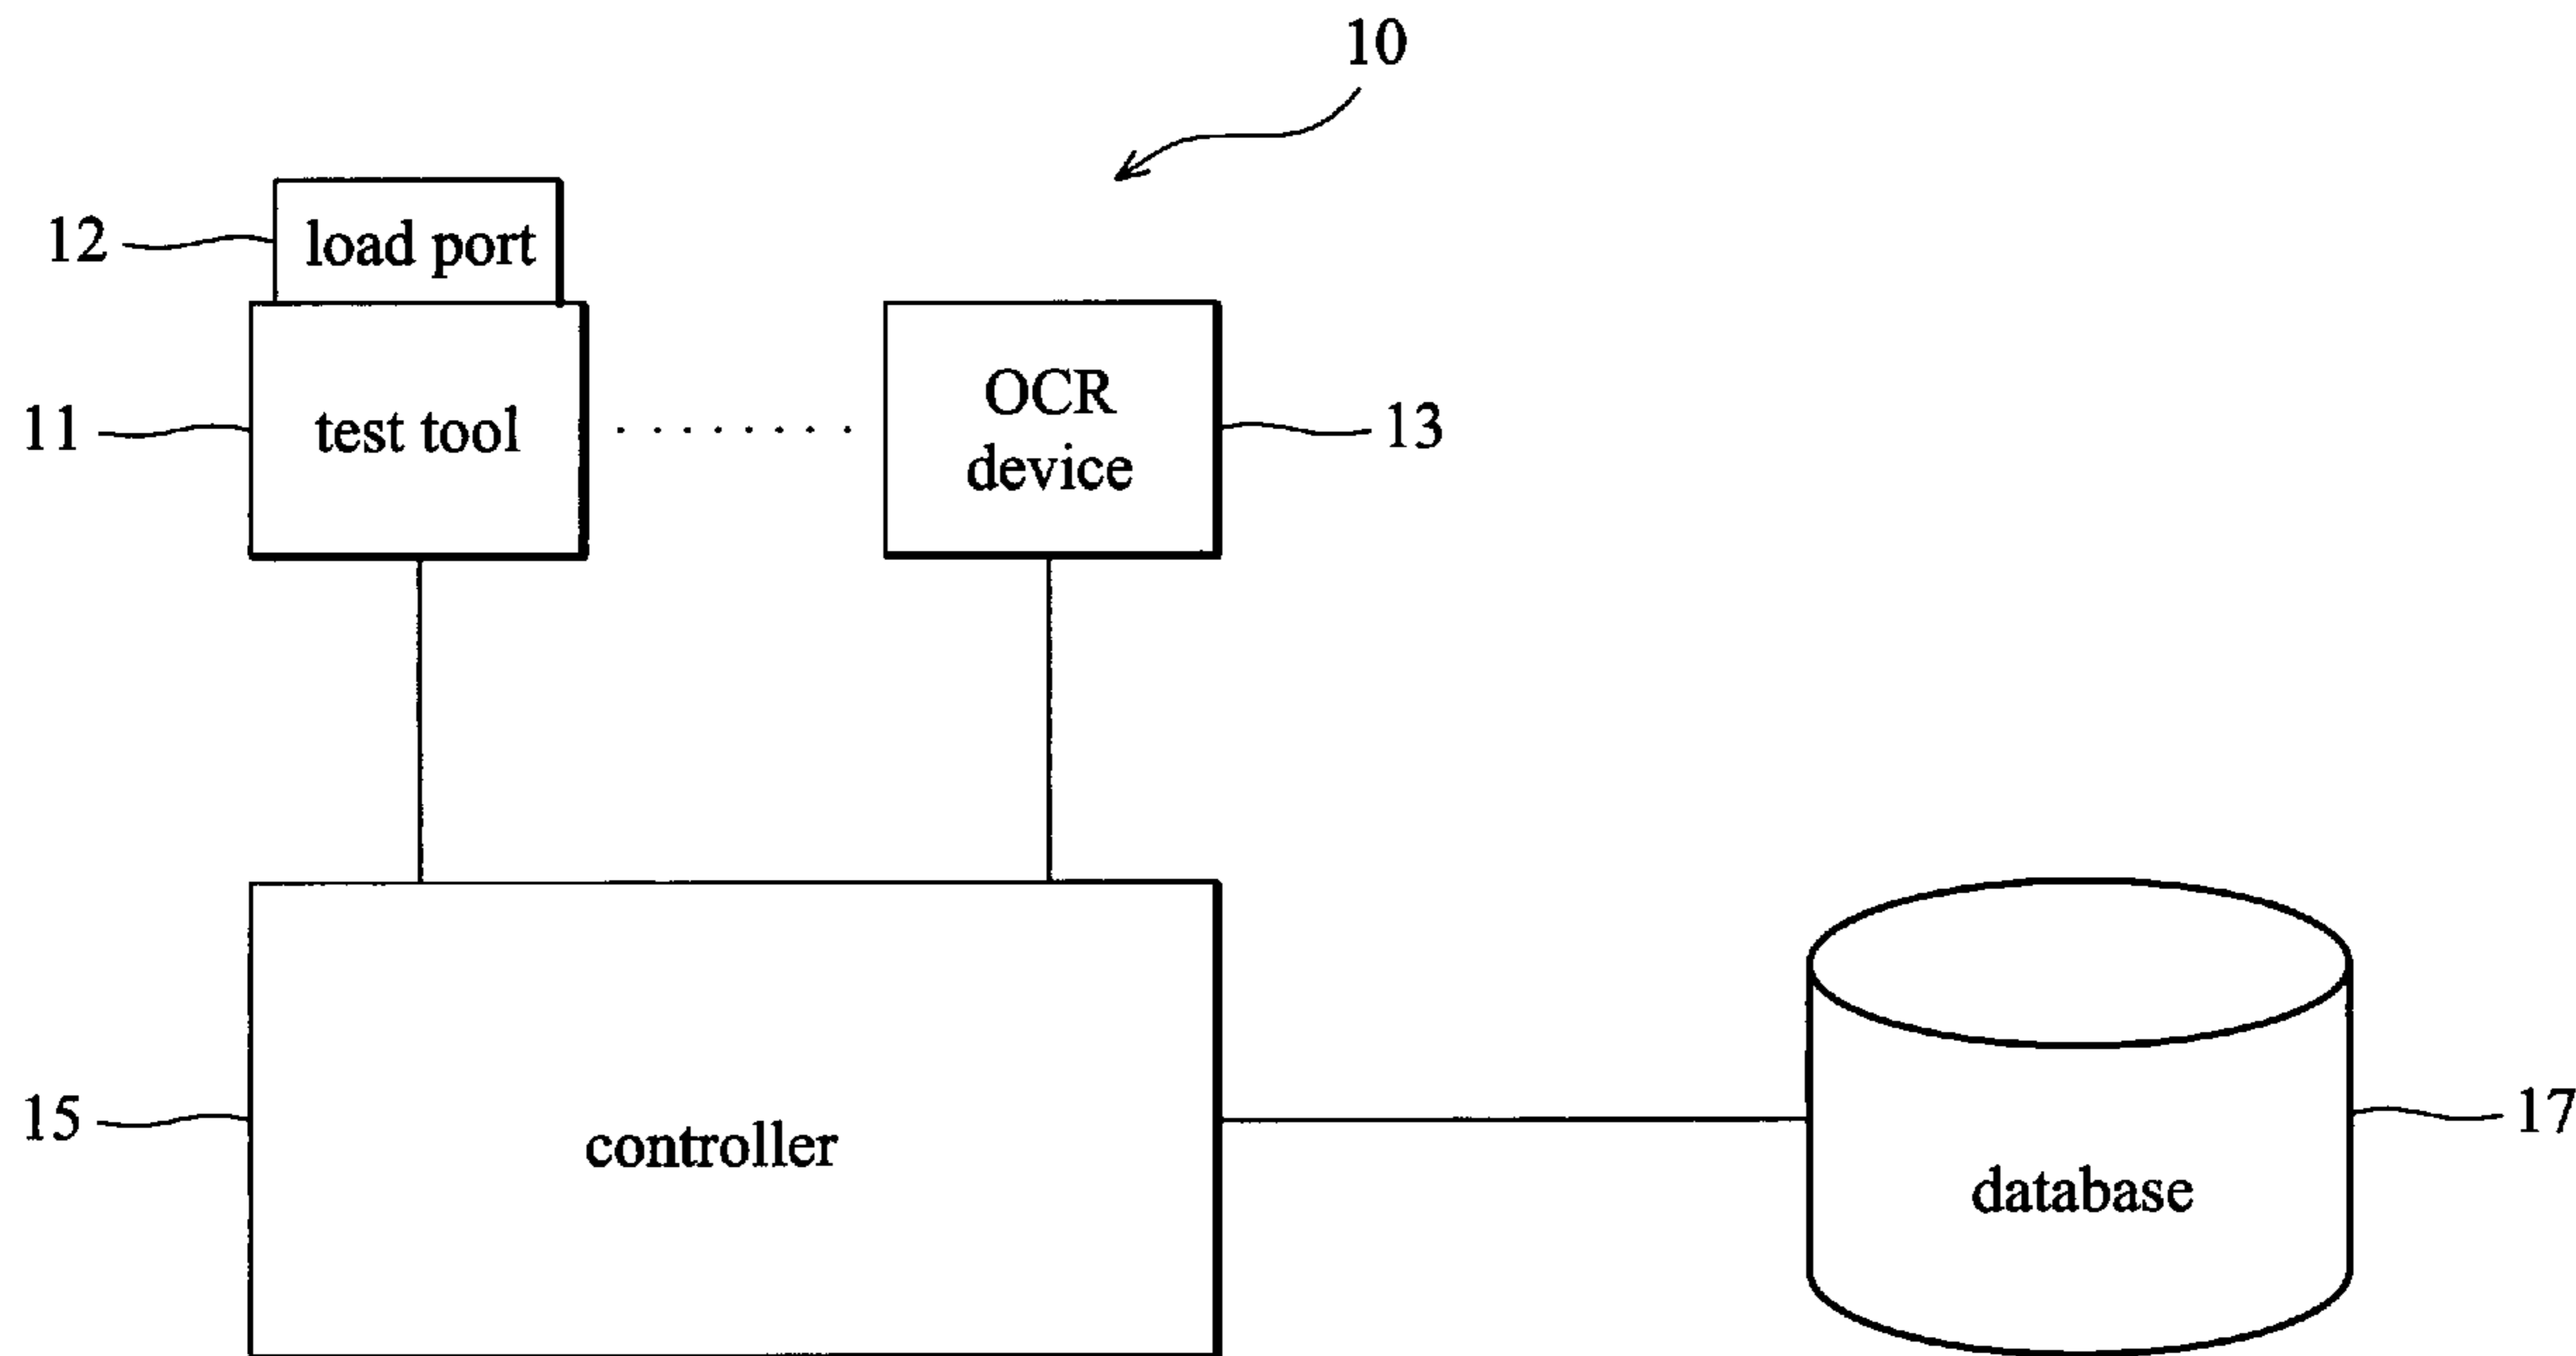 10
12
load port
11
test tool
OCR
device
13
15
controller
database
17